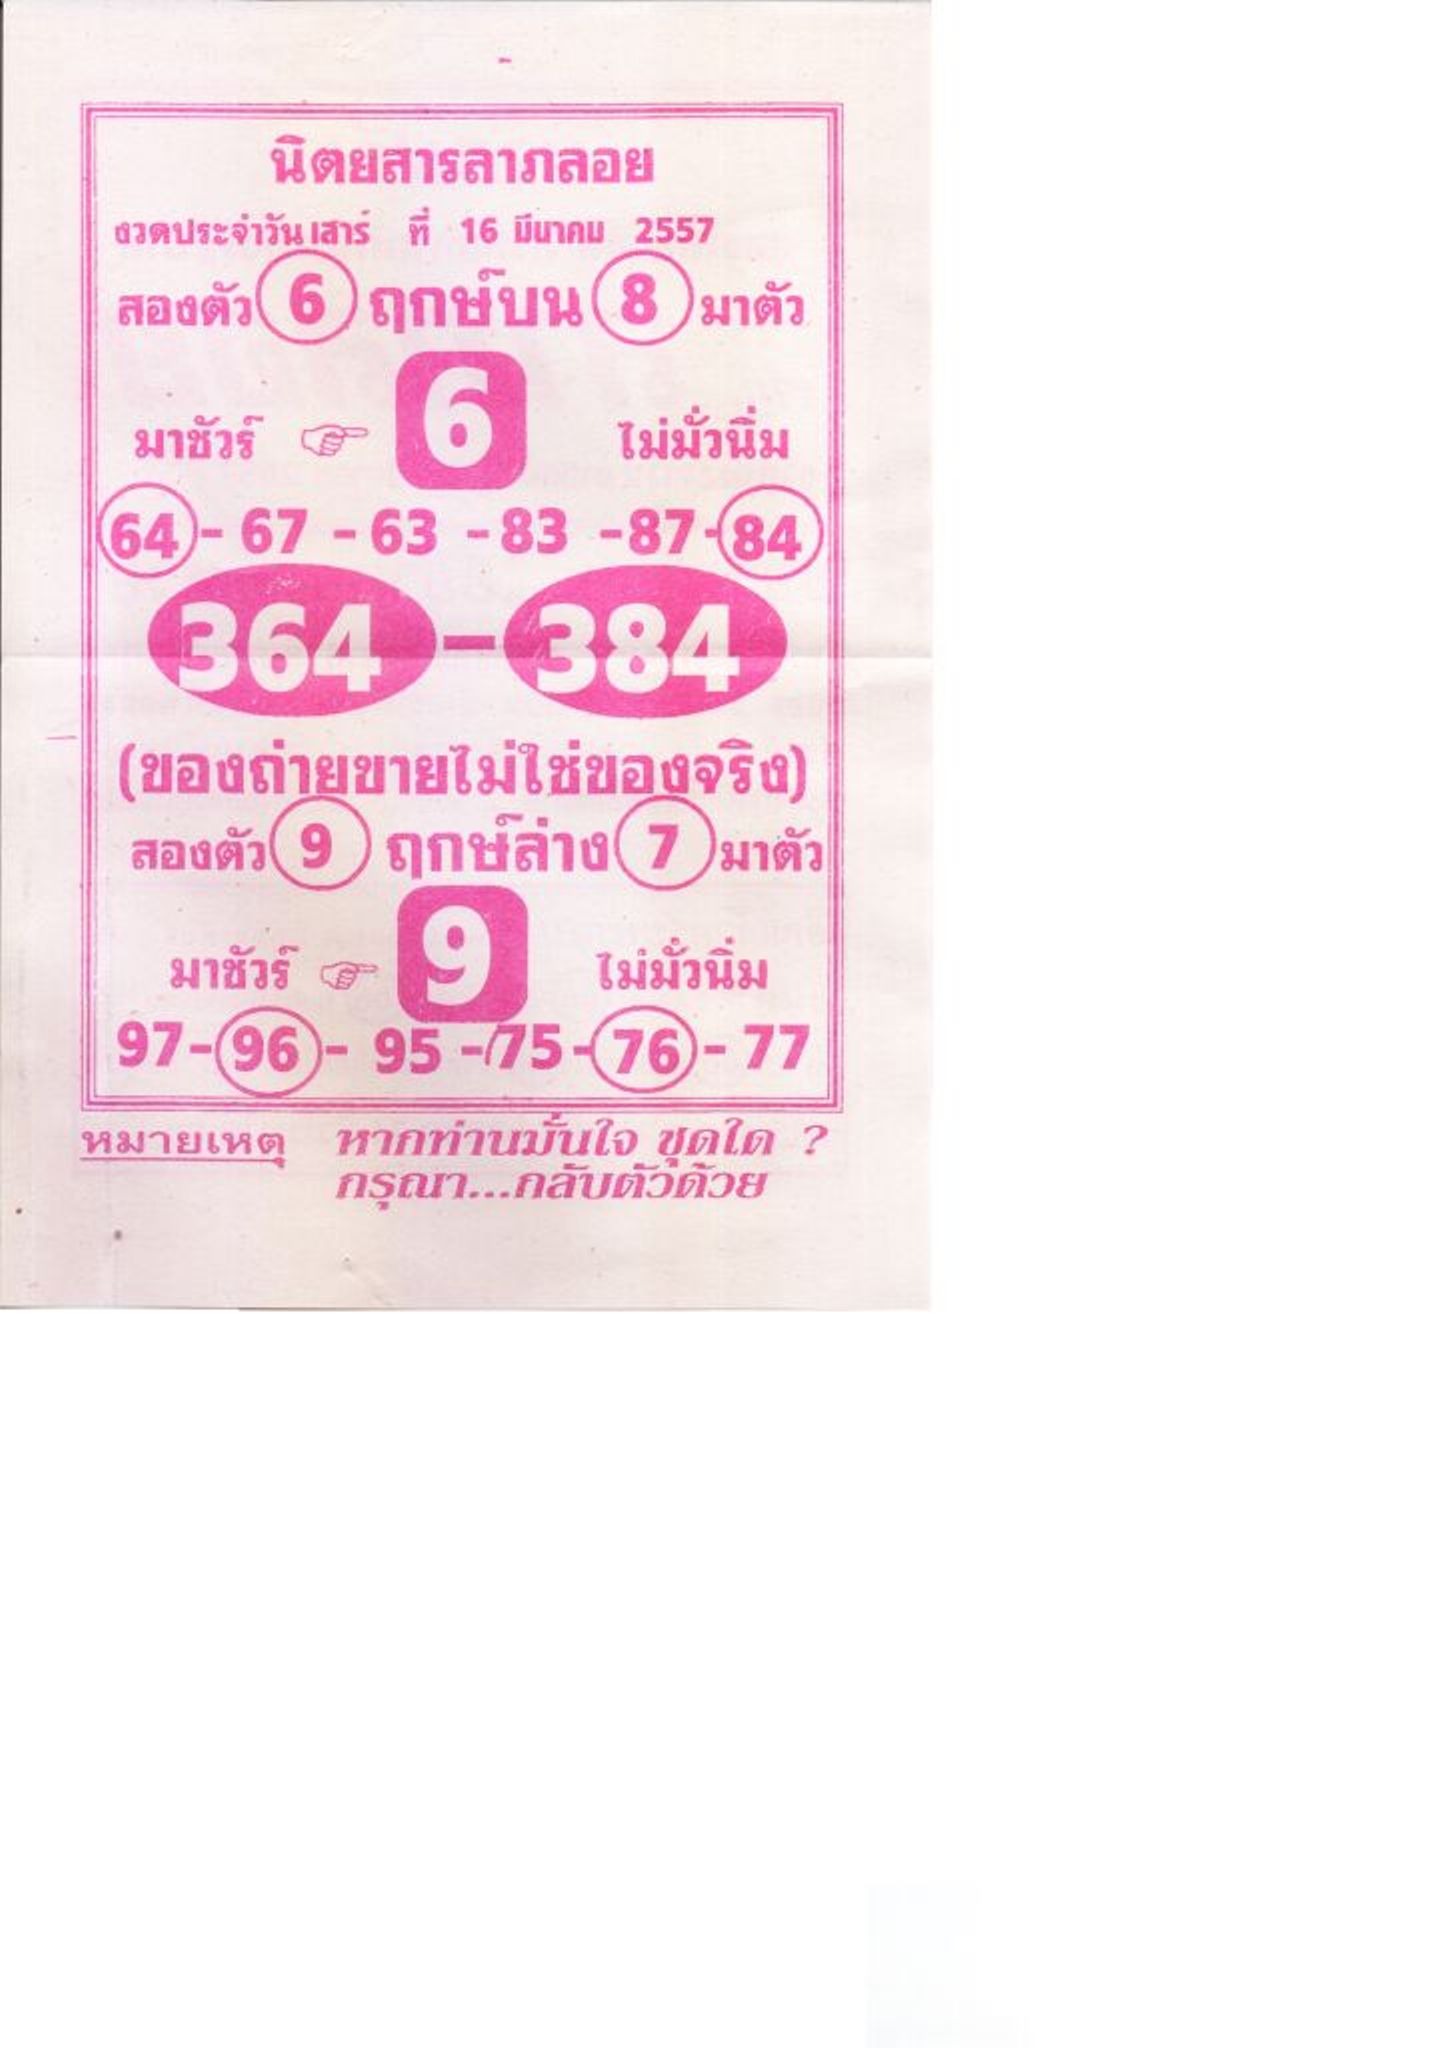 นิตยสารลาภลอย
งวดประจำวันเสาร์ ที่ 16 มีนาคม 2557
สองตัว 6 ฤกษ์บน 8 มาตัว
6
มาชัวร์ ☞ ไม่มั่วนิ่ม
64 - 67 - 63 - 83 - 87 - 84
364 - 384
(ของถ่ายขายไม่ใช่ของจริง)
สองตัว 9 ฤกษ์ล่าง 7 มาตัว
9
มาชัวร์ ☞ ไม่มั่วนิ่ม
97 - 96 - 95 - 75 - 76 - 77
หมายเหตุ หากท่านมั่นใจ ชุดใด ?
กรุณา...กลับตัวด้วย